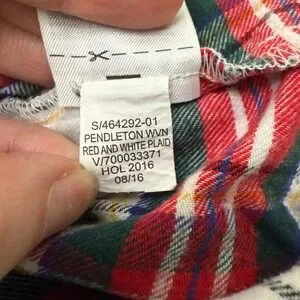 S/464292-01
PENDLETON WVN
RED AND WHITE PLAID
V/700033371
HOL 2016
08/16